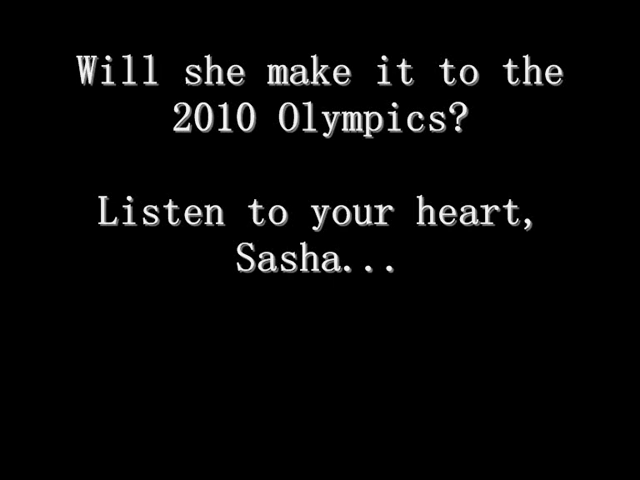 Will she make it to the
2010 Olympics?
Listen to your heart,
Sasha...